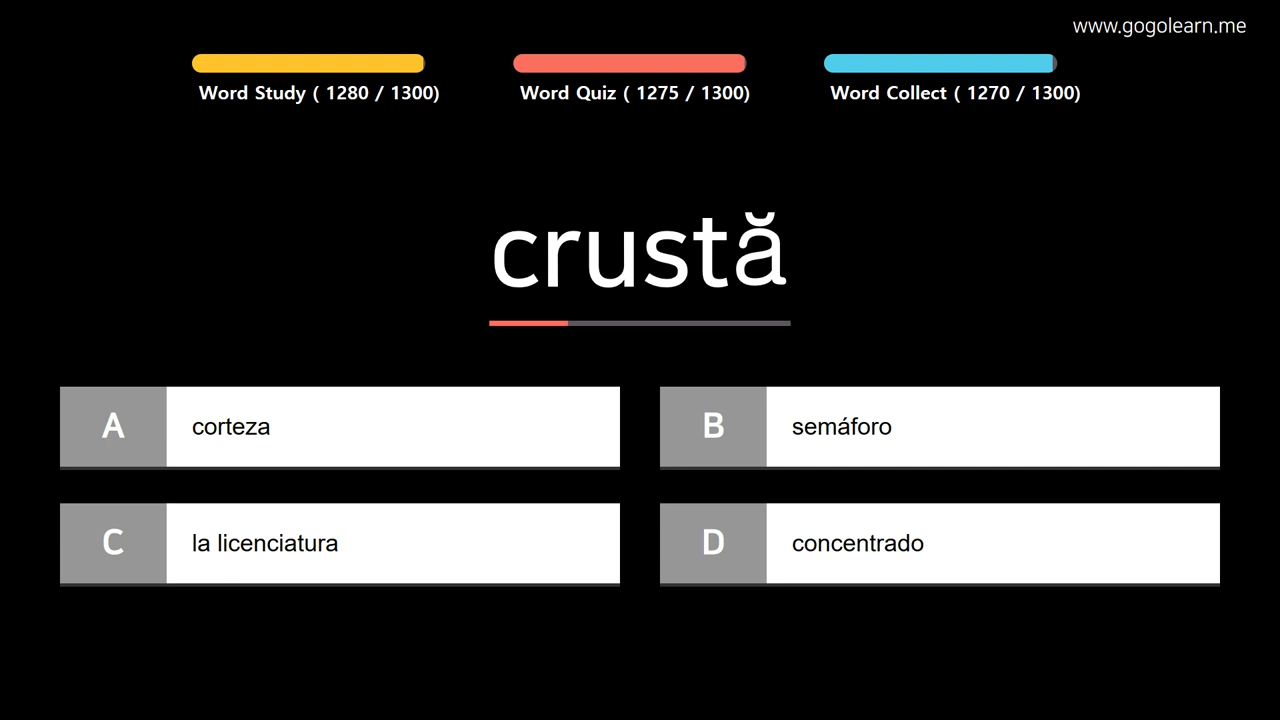 www.gogolearn.me
Word Study ( 1280 / 1300)
Word Quiz ( 1275 / 1300)
Word Collect ( 1270 / 1300)
crustă
A corteza
B semáforo
C la licenciatura
D concentrado